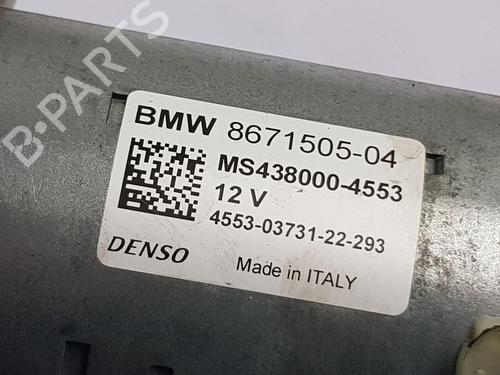 BMW 8671505-04
MS438000-4553
12 V
4553-03731-22-293
DENSO
Made in ITALY
B-PARTS